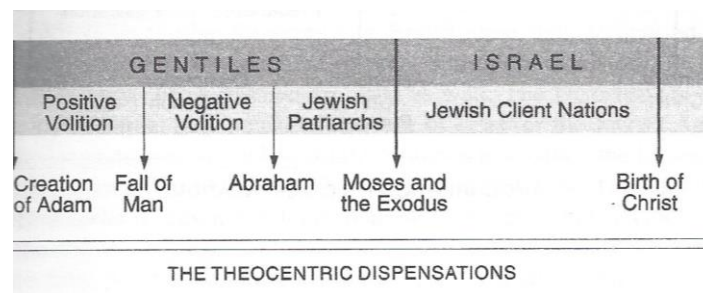 GENTILES ISRAEL
Positive Volition
Negative Volition
Jewish Patriarchs
Jewish Client Nations
Creation of Adam
Fall of Man
Abraham
Moses and the Exodus
Birth of Christ
THE THEOCENTRIC DISPENSATIONS